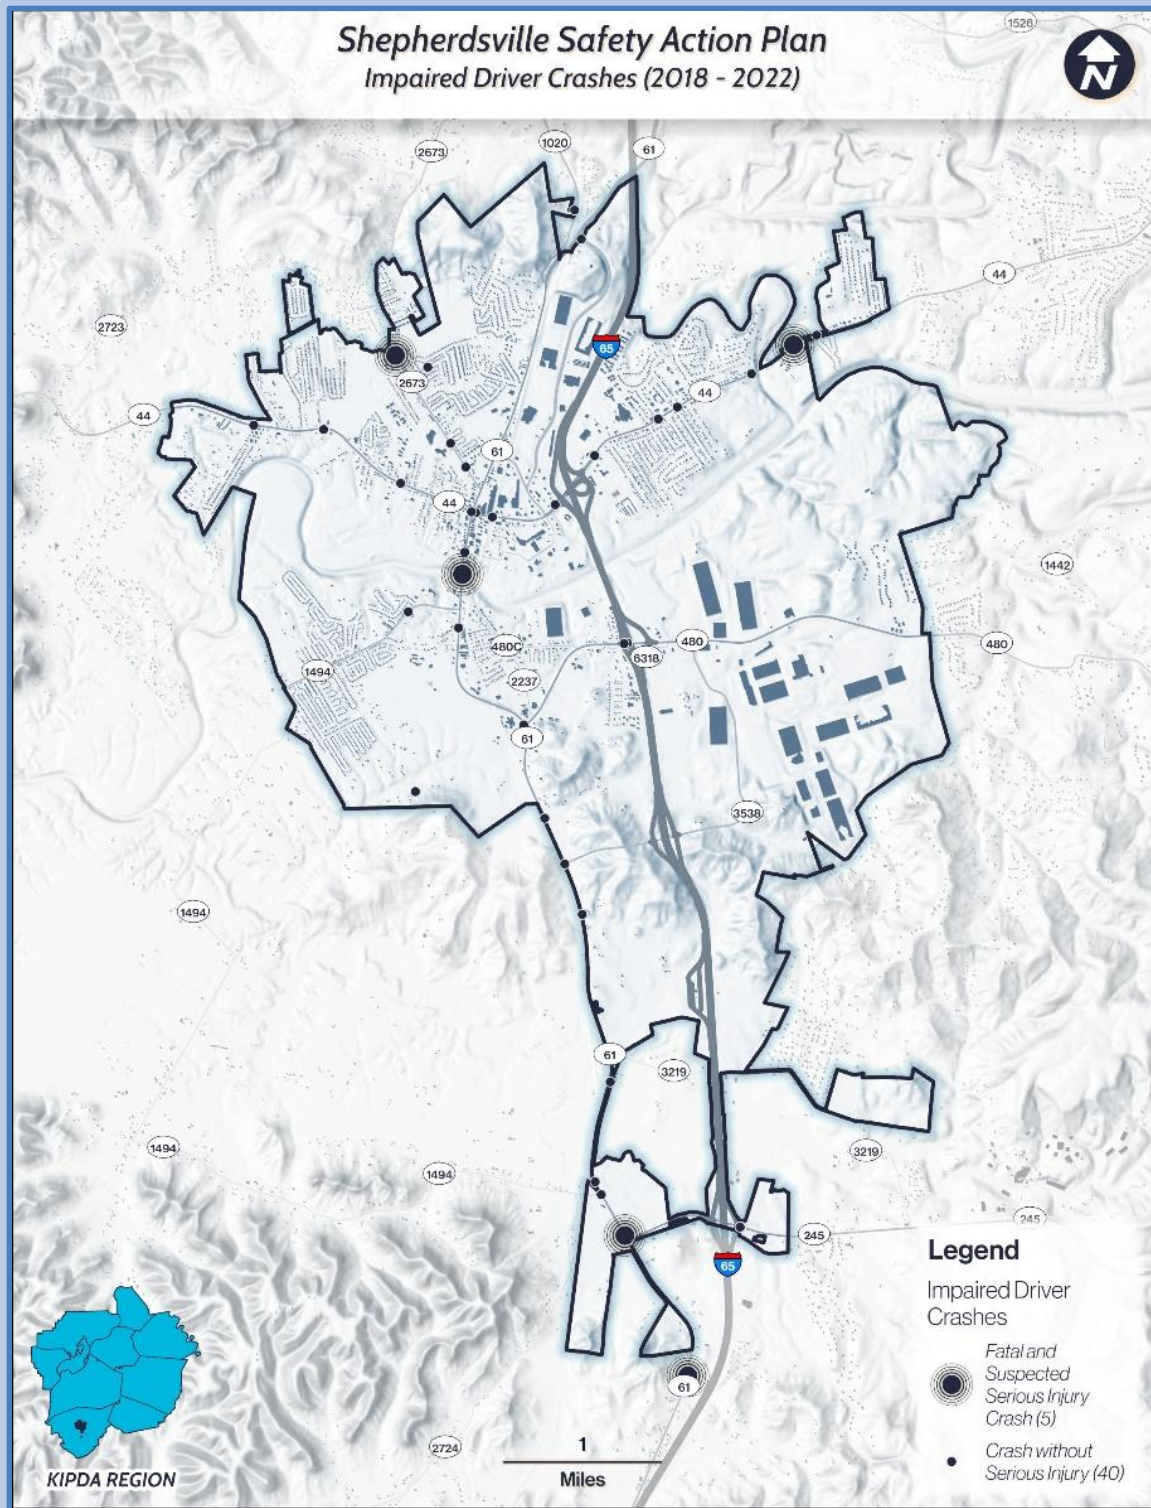 Shepherdsville Safety Action Plan
Impaired Driver Crashes (2018 - 2022)
N
1526
2673
1020
61
44
2723
65
2673
44
44
61
44
1442
480C
480
480
6318
1494
2237
61
3538
1494
61
3219
1494
1494
3219
245
245
65
61
2724
1
Miles
KIPDA REGION
Legend
Impaired Driver
Crashes
Fatal and
Suspected
Serious Injury
Crash (5)
Crash without
Serious Injury (40)